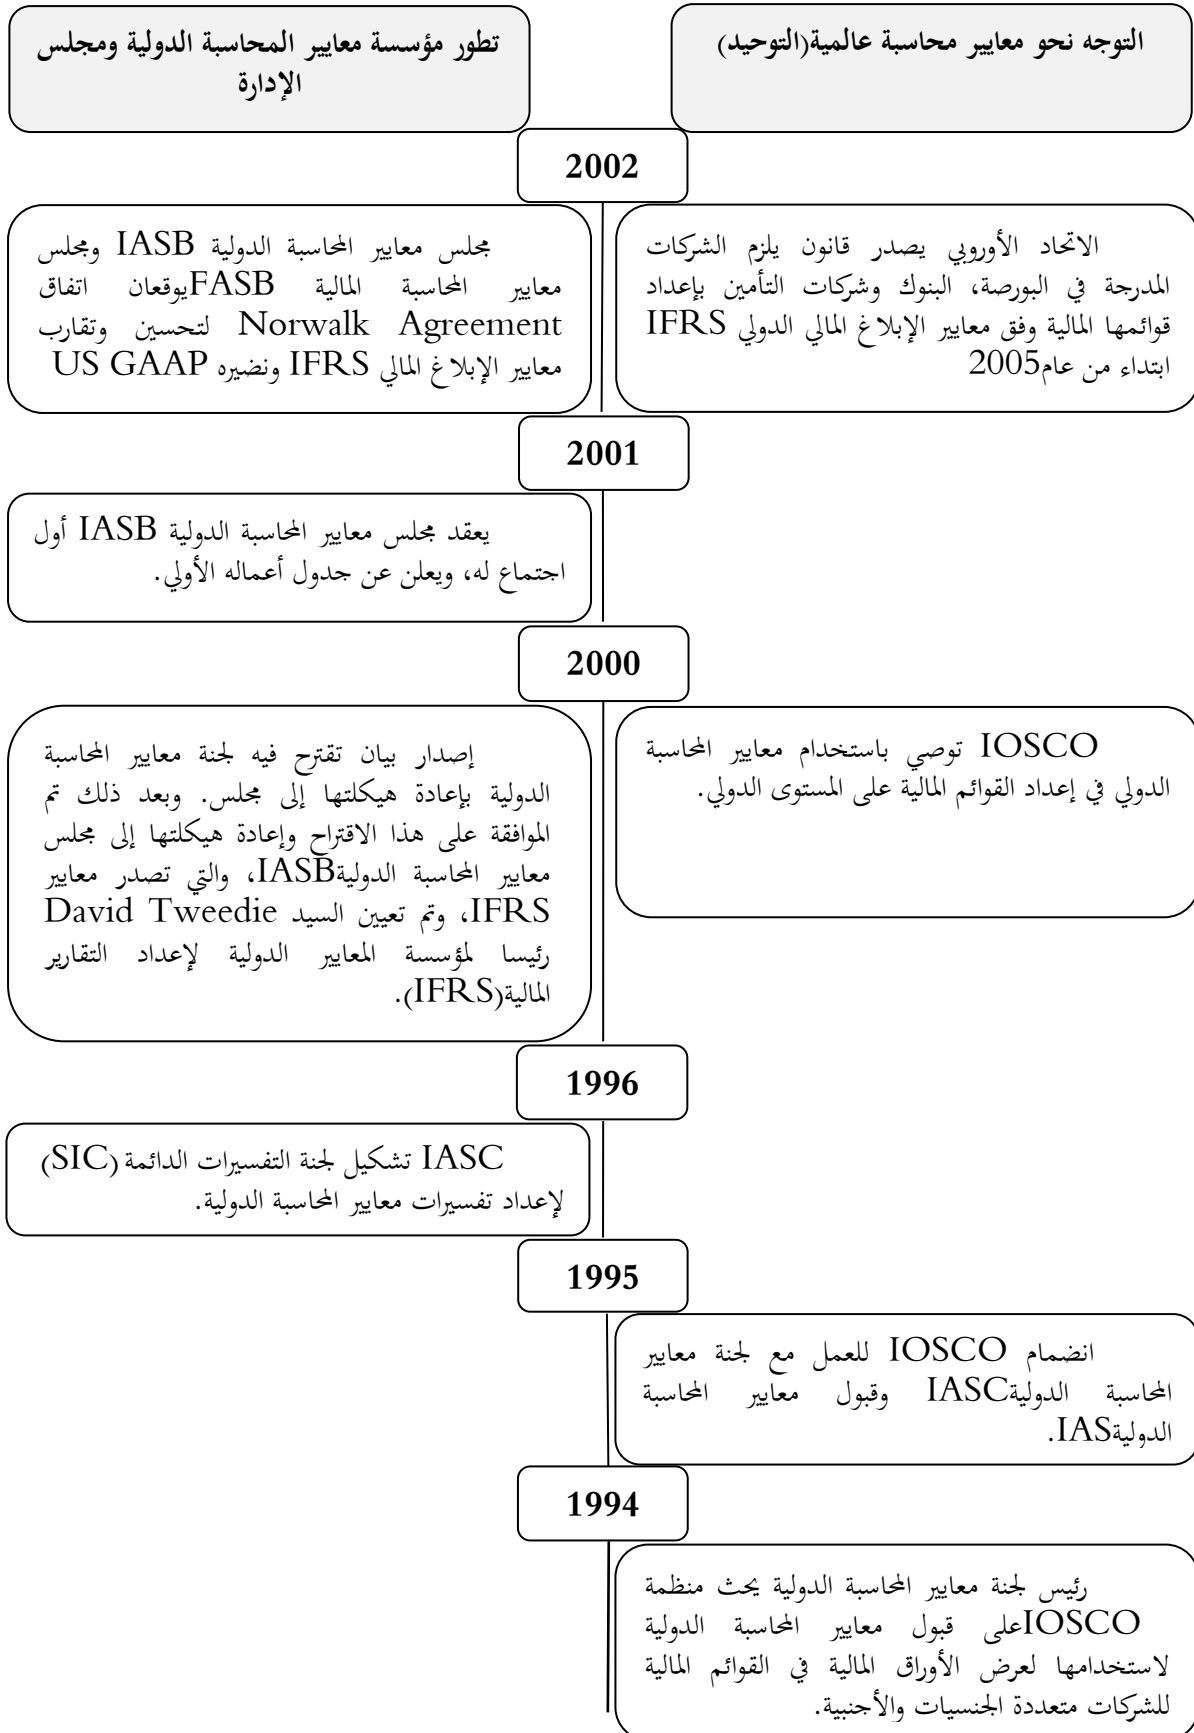 التوجه نحو معايير محاسبة عالمية(التوحيد)
تطور مؤسسة معايير المحاسبة الدولية ومجلس
الإدارة
2002
الاتحاد الأوروبي يصدر قانون يلزم الشركات
المدرجة في البورصة، البنوك وشركات التأمين بإعداد
قوائمها المالية وفق معايير الإبلاغ المالي الدولي IFRS
ابتداء من عام2005
مجلس معايير المحاسبة الدولية IASB ومجلس
معايير المحاسبة المالية FASBيوقعان اتفاق
Norwalk Agreement لتحسين وتقارب
معايير الإبلاغ المالي IFRS ونضيره US GAAP
2001
يعقد مجلس معايير المحاسبة الدولية IASB أول
اجتماع له، ويعلن عن جدول أعماله الأولي.
2000
IOSCO توصي باستخدام معايير المحاسبة
الدولي في إعداد القوائم المالية على المستوى الدولي.
إصدار بيان تقترح فيه لجنة معايير المحاسبة
الدولية بإعادة هيكلتها إلى مجلس. وبعد ذلك تم
الموافقة على هذا الاقتراح وإعادة هيكلتها إلى مجلس
معايير المحاسبة الدوليةIASB، والتي تصدر معايير
IFRS، وتم تعيين السيد David Tweedie
رئيسا لمؤسسة المعايير الدولية لإعداد التقارير
المالية(IFRS).
1996
IASC تشكيل لجنة التفسيرات الدائمة (SIC)
لإعداد تفسيرات معايير المحاسبة الدولية.
1995
انضمام IOSCO للعمل مع لجنة معايير
المحاسبة الدوليةIASC وقبول معايير المحاسبة
الدوليةIAS.
1994
رئيس لجنة معايير المحاسبة الدولية يحث منظمة
IOSCOعلى قبول معايير المحاسبة الدولية
لاستخدامها لعرض الأوراق المالية في القوائم المالية
للشركات متعددة الجنسيات والأجنبية.